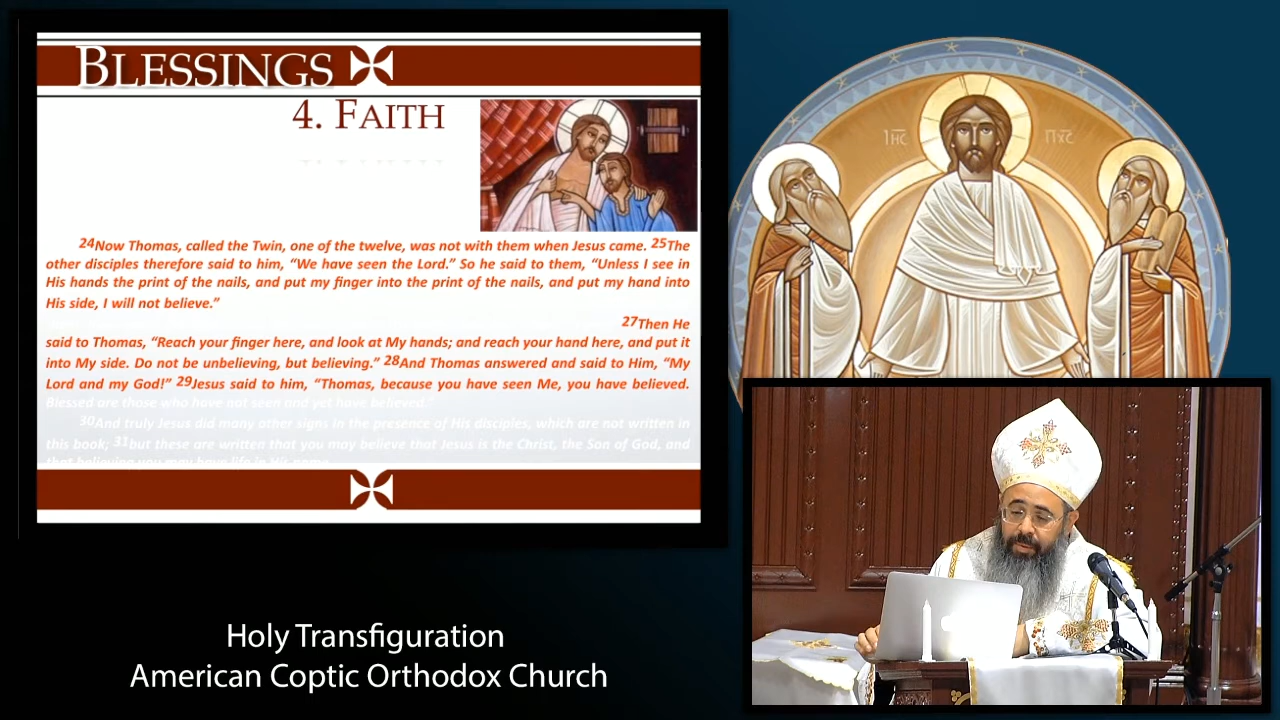 BLESSINGS
4. FAITH
24Now Thomas, called the Twin, one of the twelve, was not with them when Jesus came. 25The
other disciples therefore said to him, “We have seen the Lord.” So he said to them, “Unless I see in
His hands the print of the nails, and put my finger into the print of the nails, and put my hand into
His side, I will not believe.”
27Then He
said to Thomas, “Reach your finger here, and look at My hands; and reach your hand here, and put it
into My side. Do not be unbelieving, but believing.” 28And Thomas answered and said to Him, “My
Lord and my God!” 29Jesus said to him, “Thomas, because you have seen Me, you have believed.
Blessed are those who have not seen and yet have believed.”
30And truly Jesus did many other signs in the presence of His disciples, which are not written in
this book; 31but these are written that you may believe that Jesus is the Christ, the Son of God, and
that believing you may have life in His name.
Holy Transfiguration
American Coptic Orthodox Church